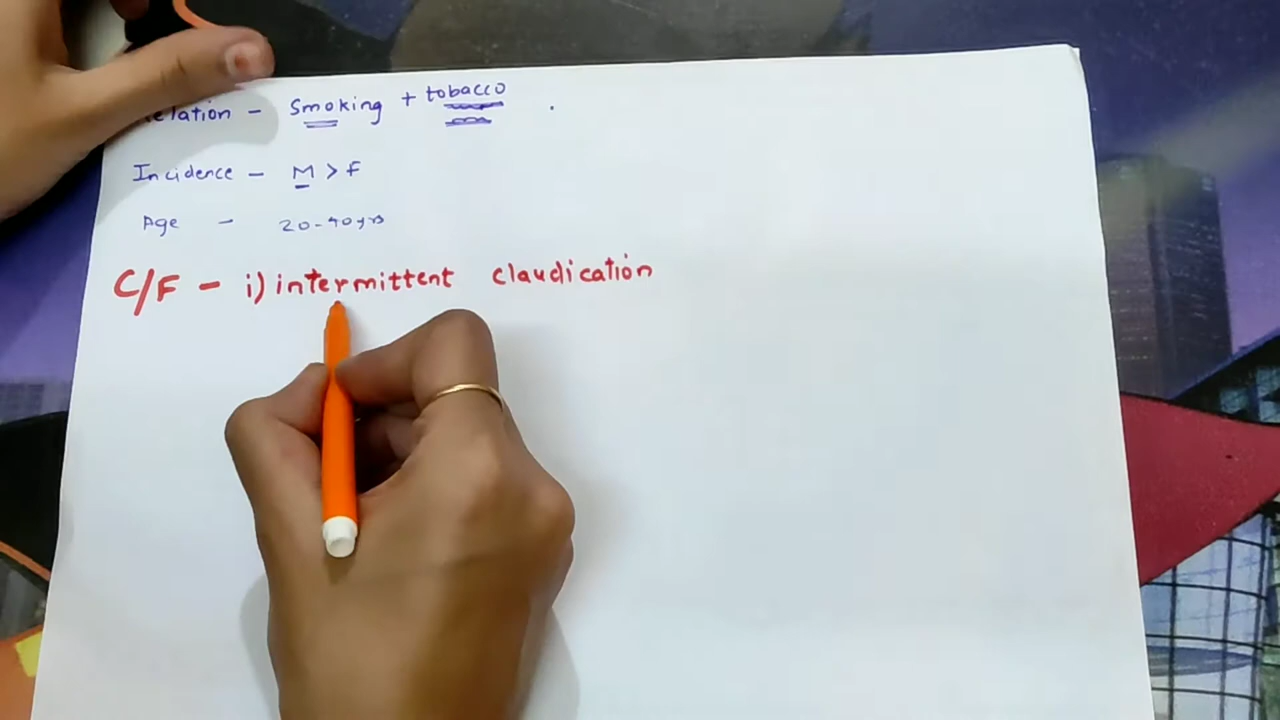 elation - Smoking + tobacco .
Incidence - M > F
Age - 20-40yrs
C/F - i) intermittent claudication